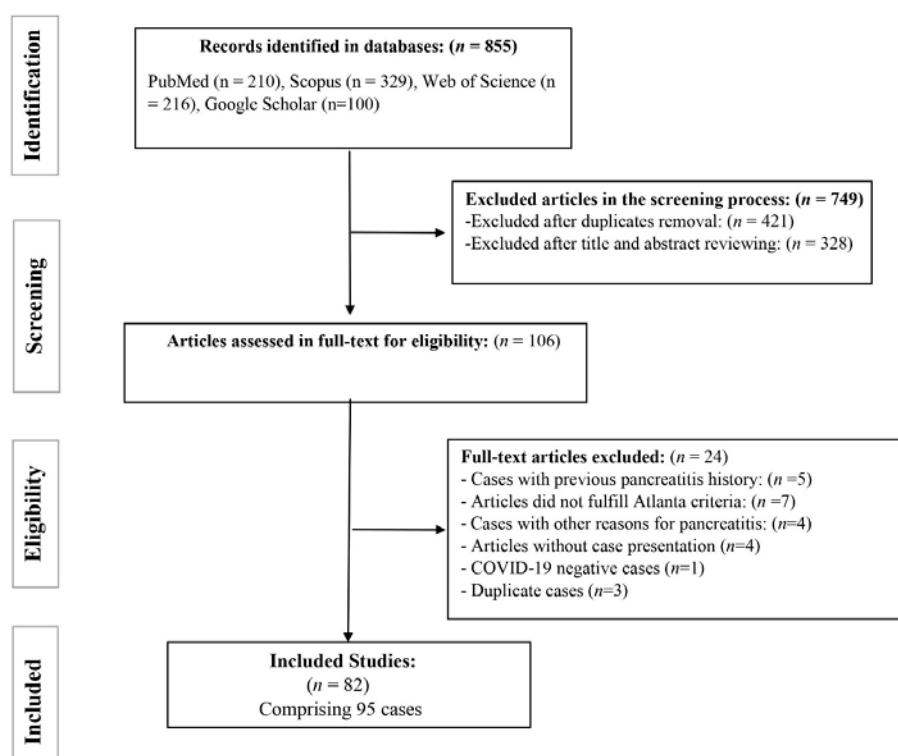 Identification
Records identified in databases: (n = 855)
PubMed (n = 210), Scopus (n = 329), Web of Science (n
= 216), Google Scholar (n=100)
Excluded articles in the screening process: (n = 749)
-Excluded after duplicates removal: (n = 421)
-Excluded after title and abstract reviewing: (n = 328)
Screening
Articles assessed in full-text for eligibility: (n = 106)
Eligibility
Full-text articles excluded: (n = 24)
- Cases with previous pancreatitis history: (n =5)
- Articles did not fulfill Atlanta criteria: (n =7)
- Cases with other reasons for pancreatitis: (n=4)
- Articles without case presentation (n=4)
- COVID-19 negative cases (n=1)
- Duplicate cases (n=3)
Included
Included Studies:
(n = 82)
Comprising 95 cases